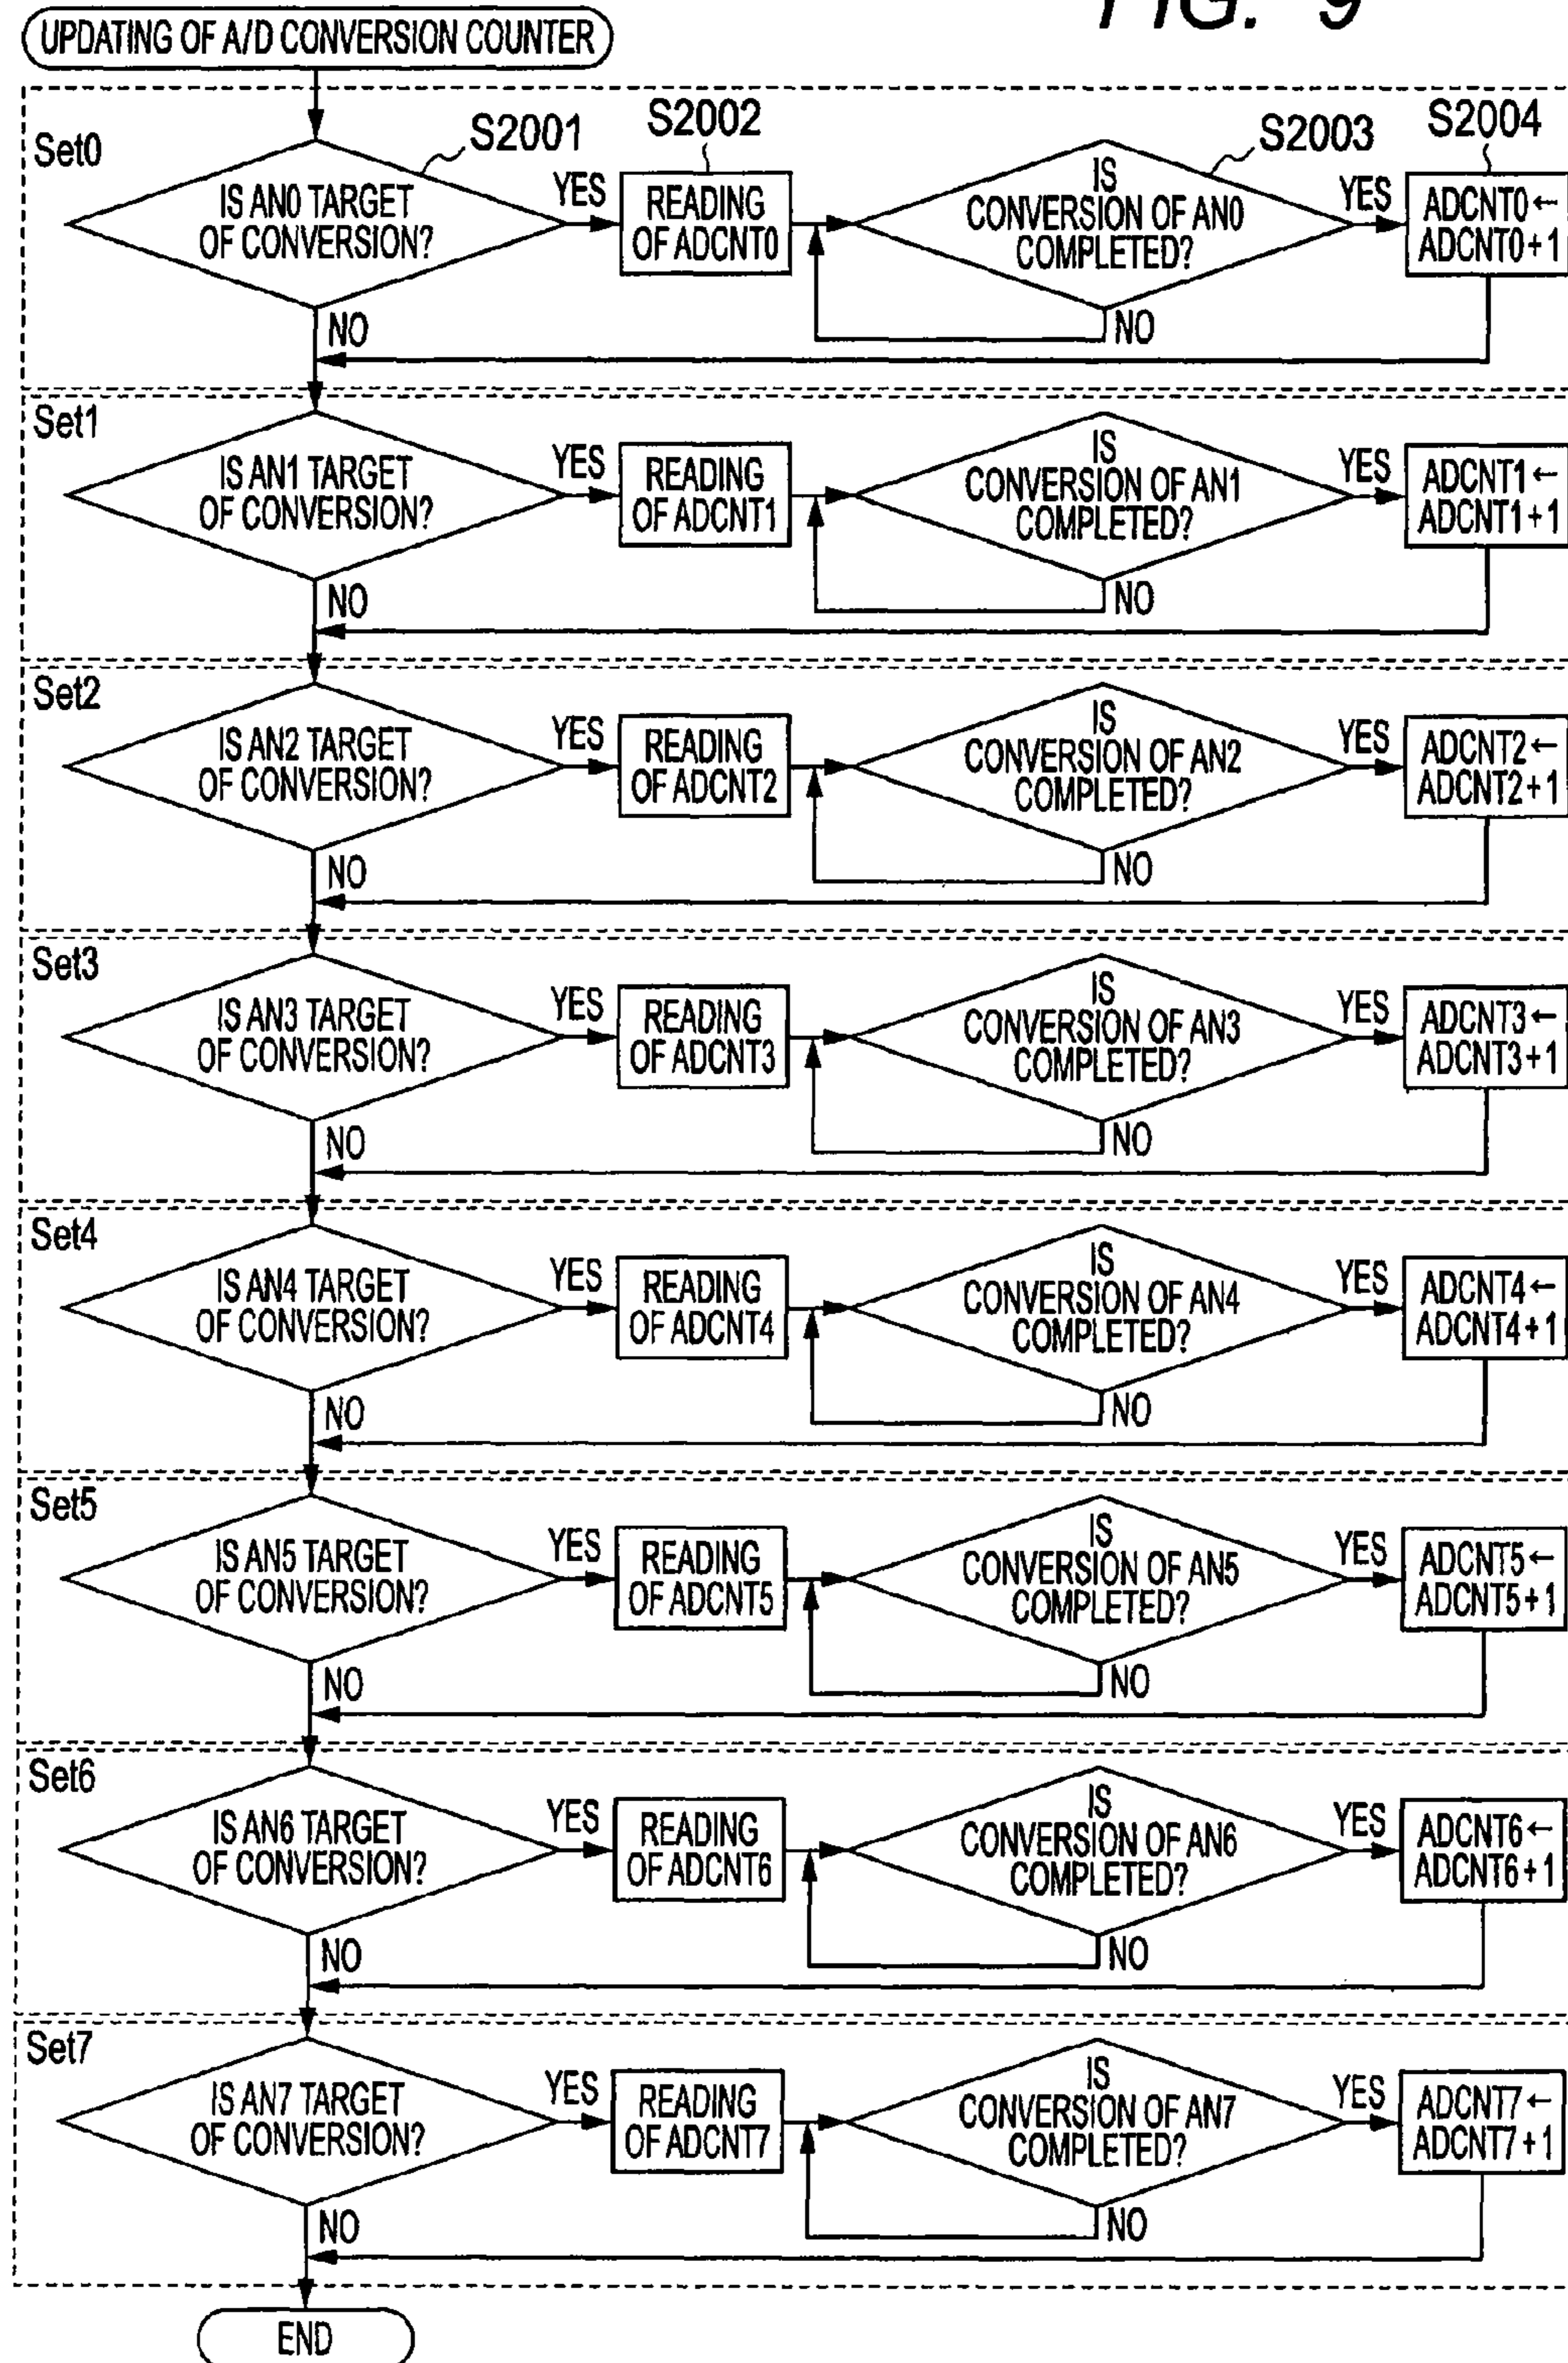 FIG. 9
UPDATING OF A/D CONVERSION COUNTER
Set0
S2001
S2002
S2003
S2004
IS AN0 TARGET
OF CONVERSION?
YES
READING
OF ADCNT0
IS
CONVERSION OF AN0
COMPLETED?
YES
ADCNT0←
ADCNT0+1
NO
NO
Set1
IS AN1 TARGET
OF CONVERSION?
YES
READING
OF ADCNT1
IS
CONVERSION OF AN1
COMPLETED?
YES
ADCNT1←
ADCNT1+1
NO
NO
Set2
IS AN2 TARGET
OF CONVERSION?
YES
READING
OF ADCNT2
IS
CONVERSION OF AN2
COMPLETED?
YES
ADCNT2←
ADCNT2+1
NO
NO
Set3
IS AN3 TARGET
OF CONVERSION?
YES
READING
OF ADCNT3
IS
CONVERSION OF AN3
COMPLETED?
YES
ADCNT3←
ADCNT3+1
NO
NO
Set4
IS AN4 TARGET
OF CONVERSION?
YES
READING
OF ADCNT4
IS
CONVERSION OF AN4
COMPLETED?
YES
ADCNT4←
ADCNT4+1
NO
NO
Set5
IS AN5 TARGET
OF CONVERSION?
YES
READING
OF ADCNT5
IS
CONVERSION OF AN5
COMPLETED?
YES
ADCNT5←
ADCNT5+1
NO
NO
Set6
IS AN6 TARGET
OF CONVERSION?
YES
READING
OF ADCNT6
IS
CONVERSION OF AN6
COMPLETED?
YES
ADCNT6←
ADCNT6+1
NO
NO
Set7
IS AN7 TARGET
OF CONVERSION?
YES
READING
OF ADCNT7
IS
CONVERSION OF AN7
COMPLETED?
YES
ADCNT7←
ADCNT7+1
NO
NO
END